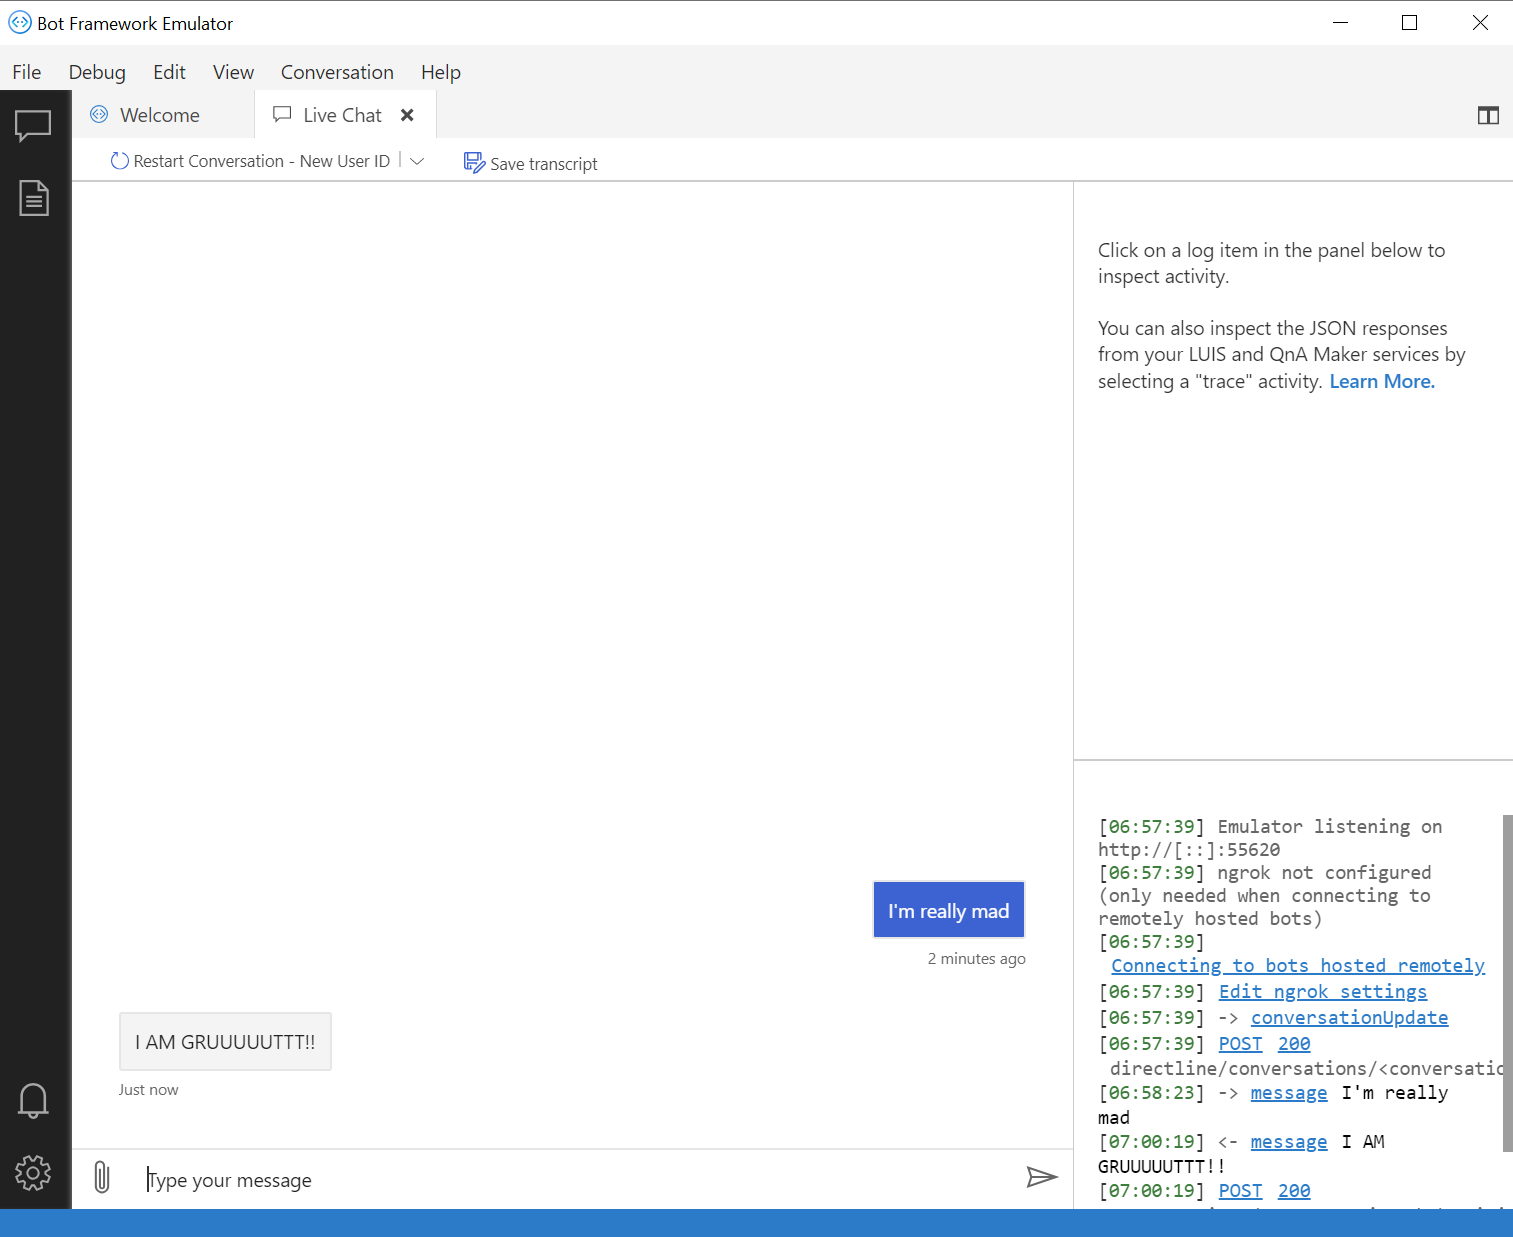 Bot Framework Emulator
File Debug Edit View Conversation Help
Welcome
Live Chat
Restart Conversation - New User ID
Save transcript
Click on a log item in the panel below to
inspect activity.
You can also inspect the JSON responses
from your LUIS and QnA Maker services by
selecting a "trace" activity. Learn More.
I'm really mad
2 minutes ago
I AM GRUUUUUTTT!!
Just now
Type your message
[06:57:39] Emulator listening on
http://[::]:55620
[06:57:39] ngrok not configured
(only needed when connecting to
remotely hosted bots)
[06:57:39]
Connecting to bots hosted remotely
[06:57:39] Edit ngrok settings
[06:57:39] -> conversationUpdate
[06:57:39] POST 200
directline/conversations/<conversatio
[06:58:23] -> message I'm really
mad
[07:00:19] <- message I AM
GRUUUUUTTT!!
[07:00:19] POST 200